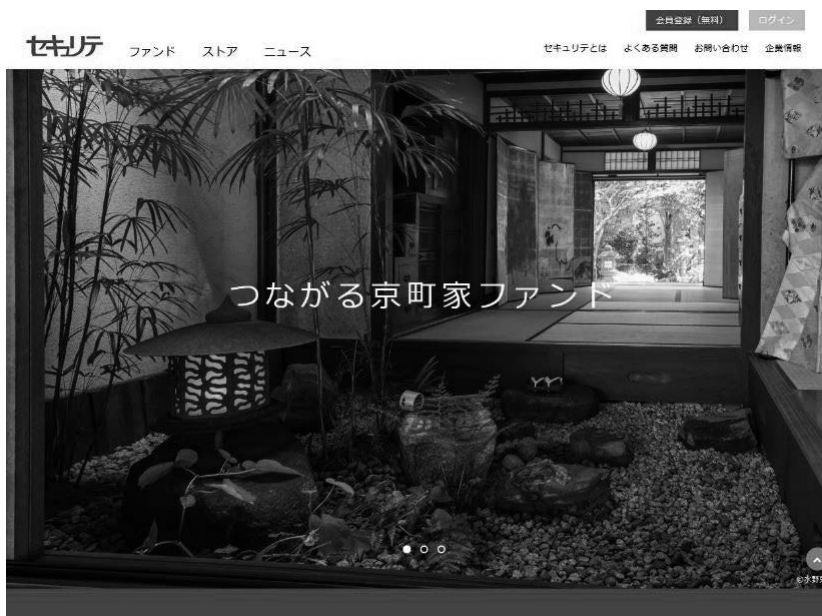 会員登録（無料）
ログイン
セキュリテ
ファンド
ストア
ニュース
セキュリテとは
よくある質問
お問い合わせ
企業情報
つながる京町家ファンド